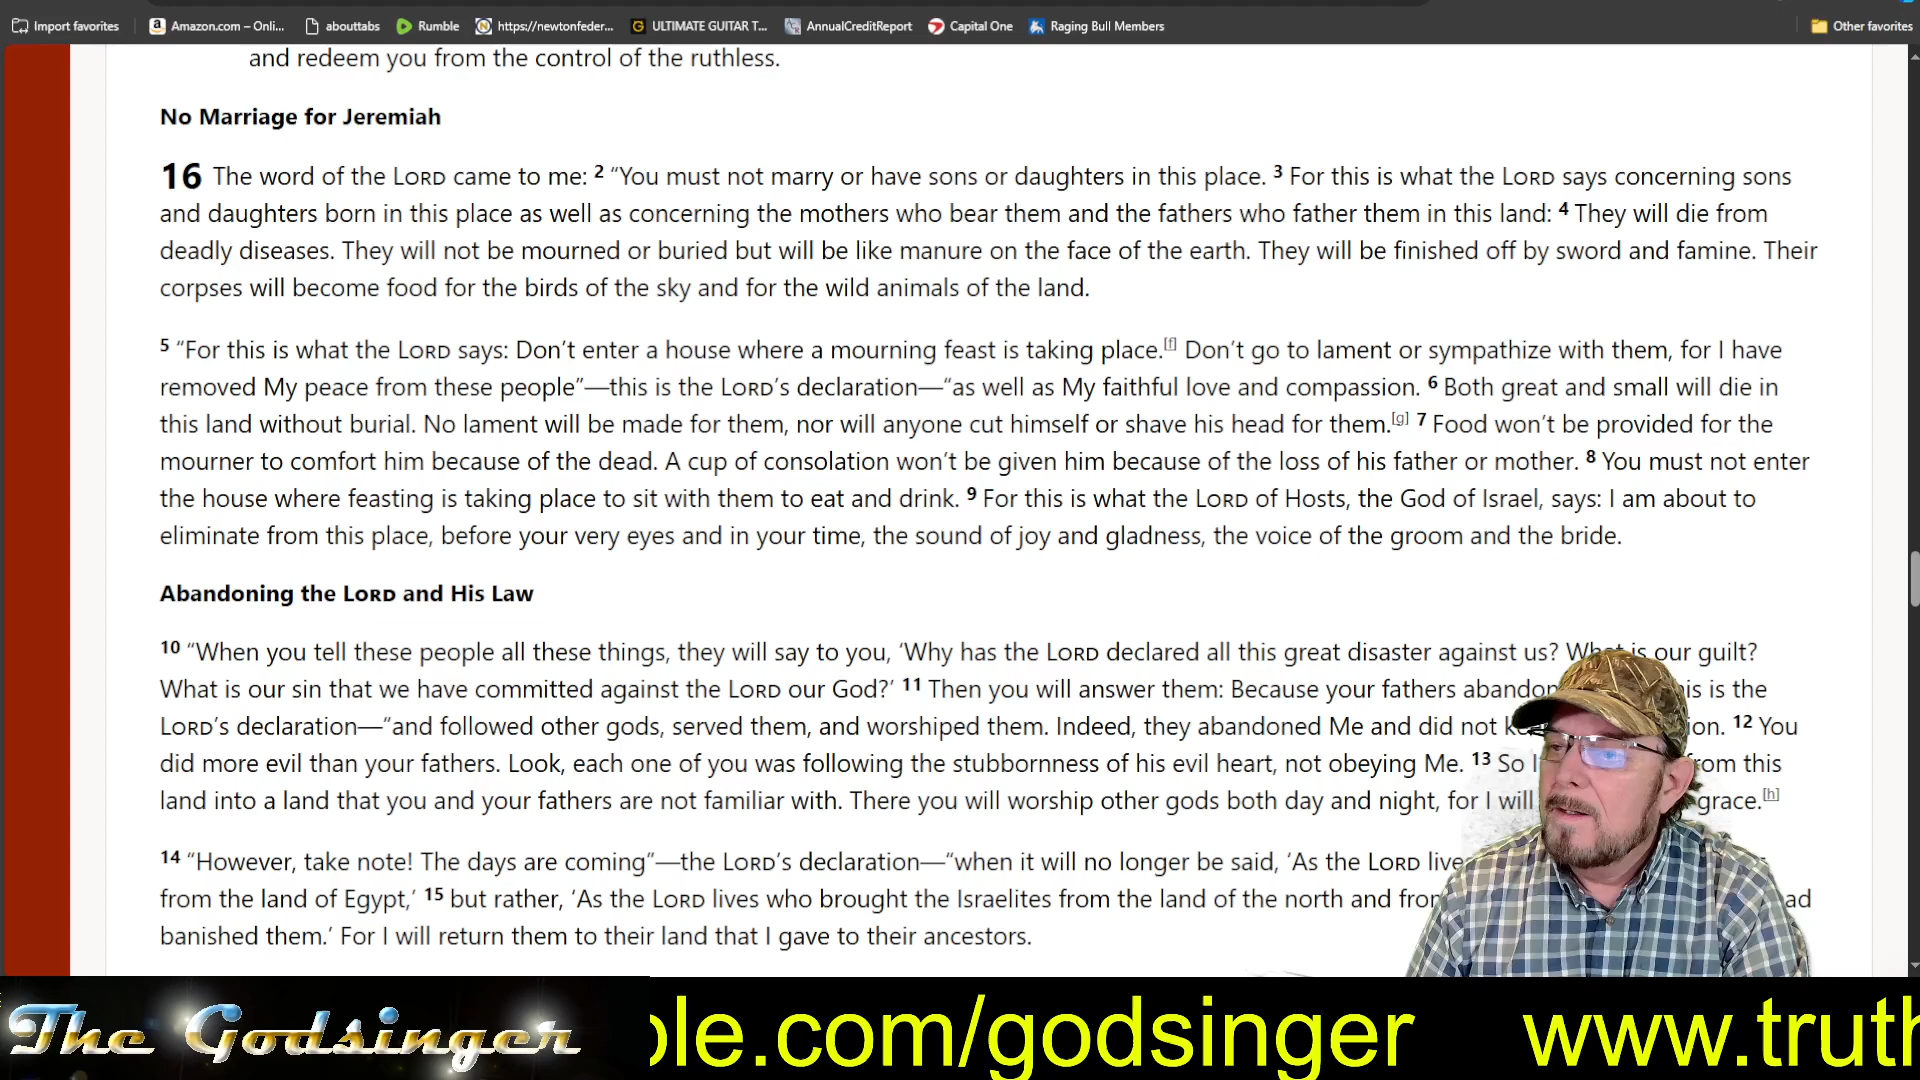 Import favorites
Amazon.com – Onli...
abouttabs
Rumble
https://newtonfeder...
ULTIMATE GUITAR T...
AnnualCreditReport
Capital One
Raging Bull Members
Other favorites
and redeem you from the control of the ruthless.
No Marriage for Jeremiah
16 The word of the LORD came to me: 2 “You must not marry or have sons or daughters in this place. 3 For this is what the LORD says concerning sons
and daughters born in this place as well as concerning the mothers who bear them and the fathers who father them in this land: 4 They will die from
deadly diseases. They will not be mourned or buried but will be like manure on the face of the earth. They will be finished off by sword and famine. Their
corpses will become food for the birds of the sky and for the wild animals of the land.
5 “For this is what the LORD says: Don’t enter a house where a mourning feast is taking place.[f] Don’t go to lament or sympathize with them, for I have
removed My peace from these people”—this is the LORD’s declaration—“as well as My faithful love and compassion. 6 Both great and small will die in
this land without burial. No lament will be made for them, nor will anyone cut himself or shave his head for them.[g] 7 Food won’t be provided for the
mourner to comfort him because of the dead. A cup of consolation won’t be given him because of the loss of his father or mother. 8 You must not enter
the house where feasting is taking place to sit with them to eat and drink. 9 For this is what the LORD of Hosts, the God of Israel, says: I am about to
eliminate from this place, before your very eyes and in your time, the sound of joy and gladness, the voice of the groom and the bride.
Abandoning the LORD and His Law
10 “When you tell these people all these things, they will say to you, ‘Why has the LORD declared all this great disaster against us? What is our guilt?
What is our sin that we have committed against the LORD our God?’ 11 Then you will answer them: Because your fathers abandon is is the
LORD’s declaration—“and followed other gods, served them, and worshiped them. Indeed, they abandoned Me and did not k ion. 12 You
did more evil than your fathers. Look, each one of you was following the stubbornness of his evil heart, not obeying Me. 13 So I from this
land into a land that you and your fathers are not familiar with. There you will worship other gods both day and night, for I will grace.[h]
14 “However, take note! The days are coming”—the LORD’s declaration—“when it will no longer be said, ‘As the LORD live
from the land of Egypt,’ 15 but rather, ‘As the LORD lives who brought the Israelites from the land of the north and fro ad
banished them.’ For I will return them to their land that I gave to their ancestors.
The Godsinger
ble.com/godsinger www.truth